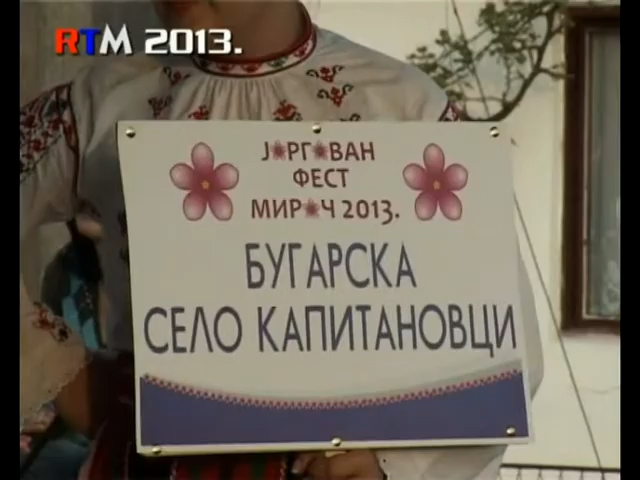 RTM 2013.
ЈОРГОВАН
ФЕСТ
МИРОЧ 2013.
БУГАРСКА
СЕЛО КАПИТАНОВЦИ